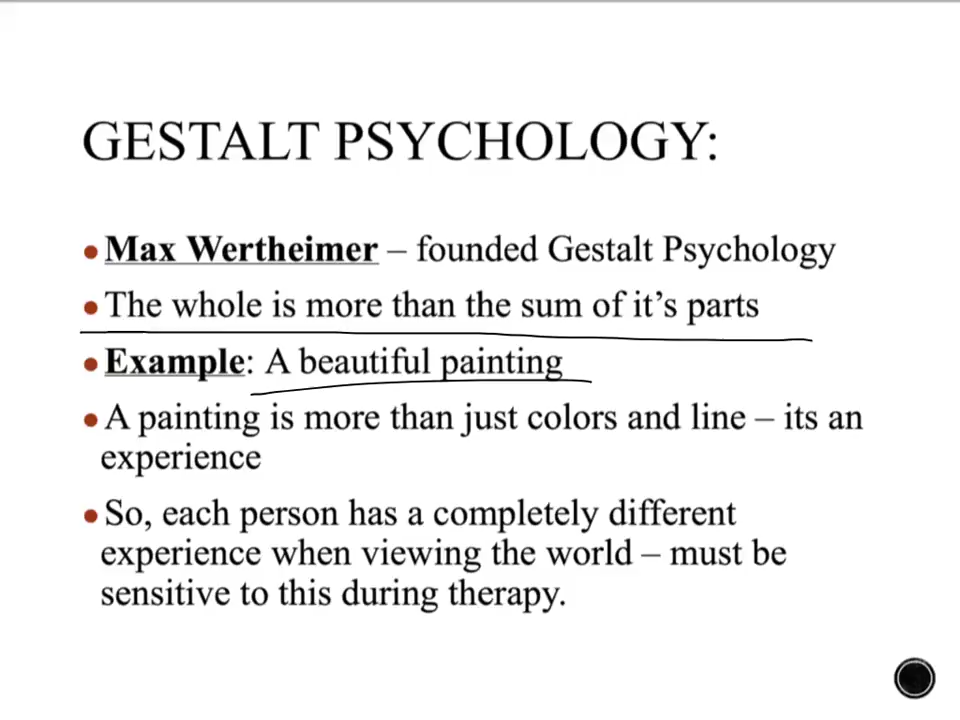 GESTALT PSYCHOLOGY:
●Max Wertheimer – founded Gestalt Psychology
●The whole is more than the sum of it’s parts
●Example: A beautiful painting
●A painting is more than just colors and line – its an
experience
●So, each person has a completely different
experience when viewing the world – must be
sensitive to this during therapy.